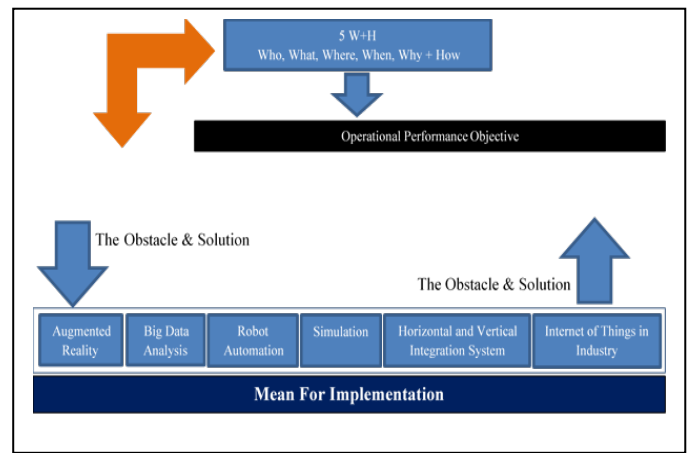 5 W+H
Who, What, Where, When, Why + How
Operational Performance Objective
The Obstacle & Solution
The Obstacle & Solution
Augmented
Reality
Big Data
Analysis
Robot
Automation
Simulation
Horizontal and Vertical
Integration System
Internet of Things in
Industry
Mean For Implementation